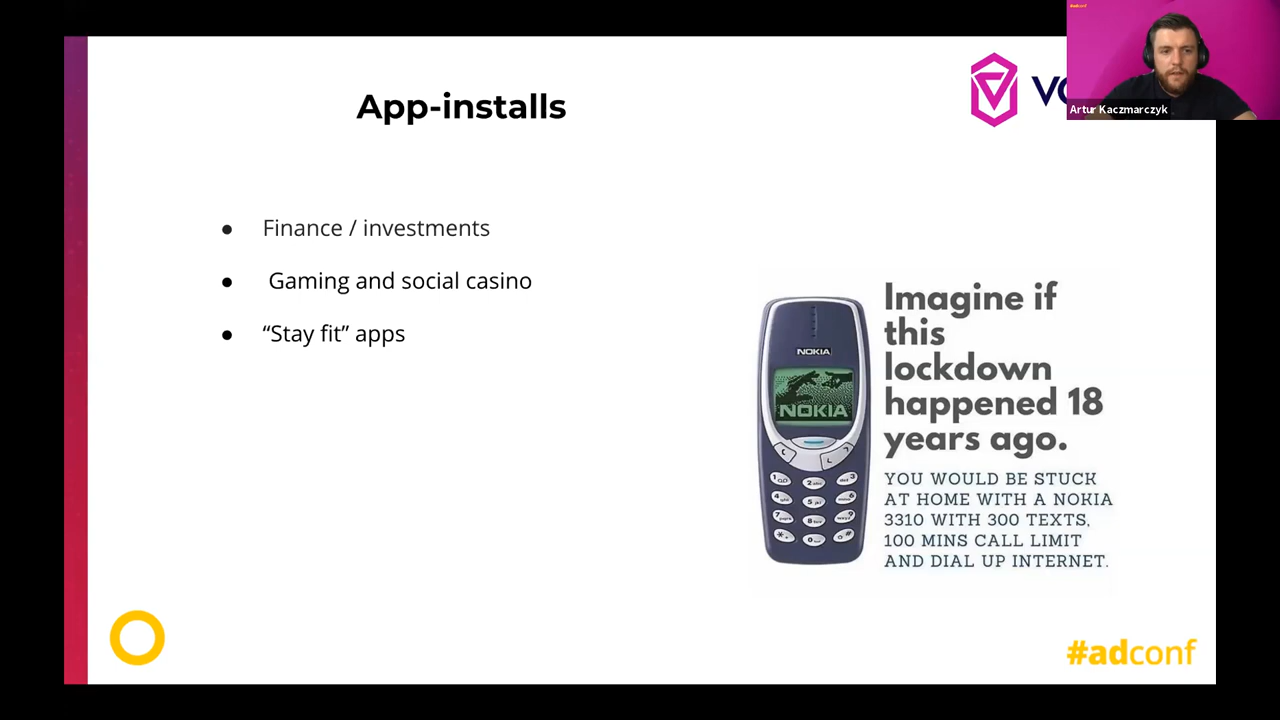 #adconf
App-installs
Artur Kaczmarczyk
● Finance / investments
● Gaming and social casino
● “Stay fit” apps
NOKIA
NOKIA
Imagine if
this
lockdown
happened 18
years ago.
YOU WOULD BE STUCK
AT HOME WITH A NOKIA
3310 WITH 300 TEXTS,
100 MINS CALL LIMIT
AND DIAL UP INTERNET.
#adconf